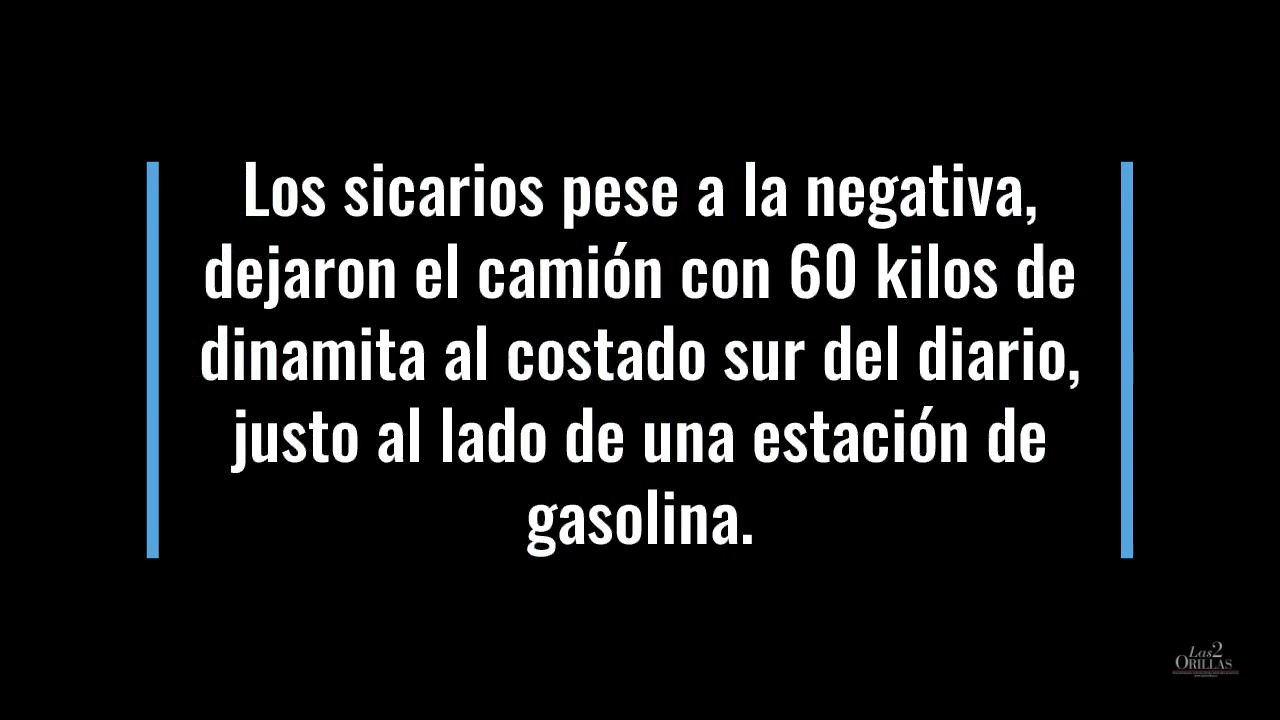 Los sicarios pese a la negativa,
dejaron el camión con 60 kilos de
dinamita al costado sur del diario,
justo al lado de una estación de
gasolina.
Las2
ORILLAS